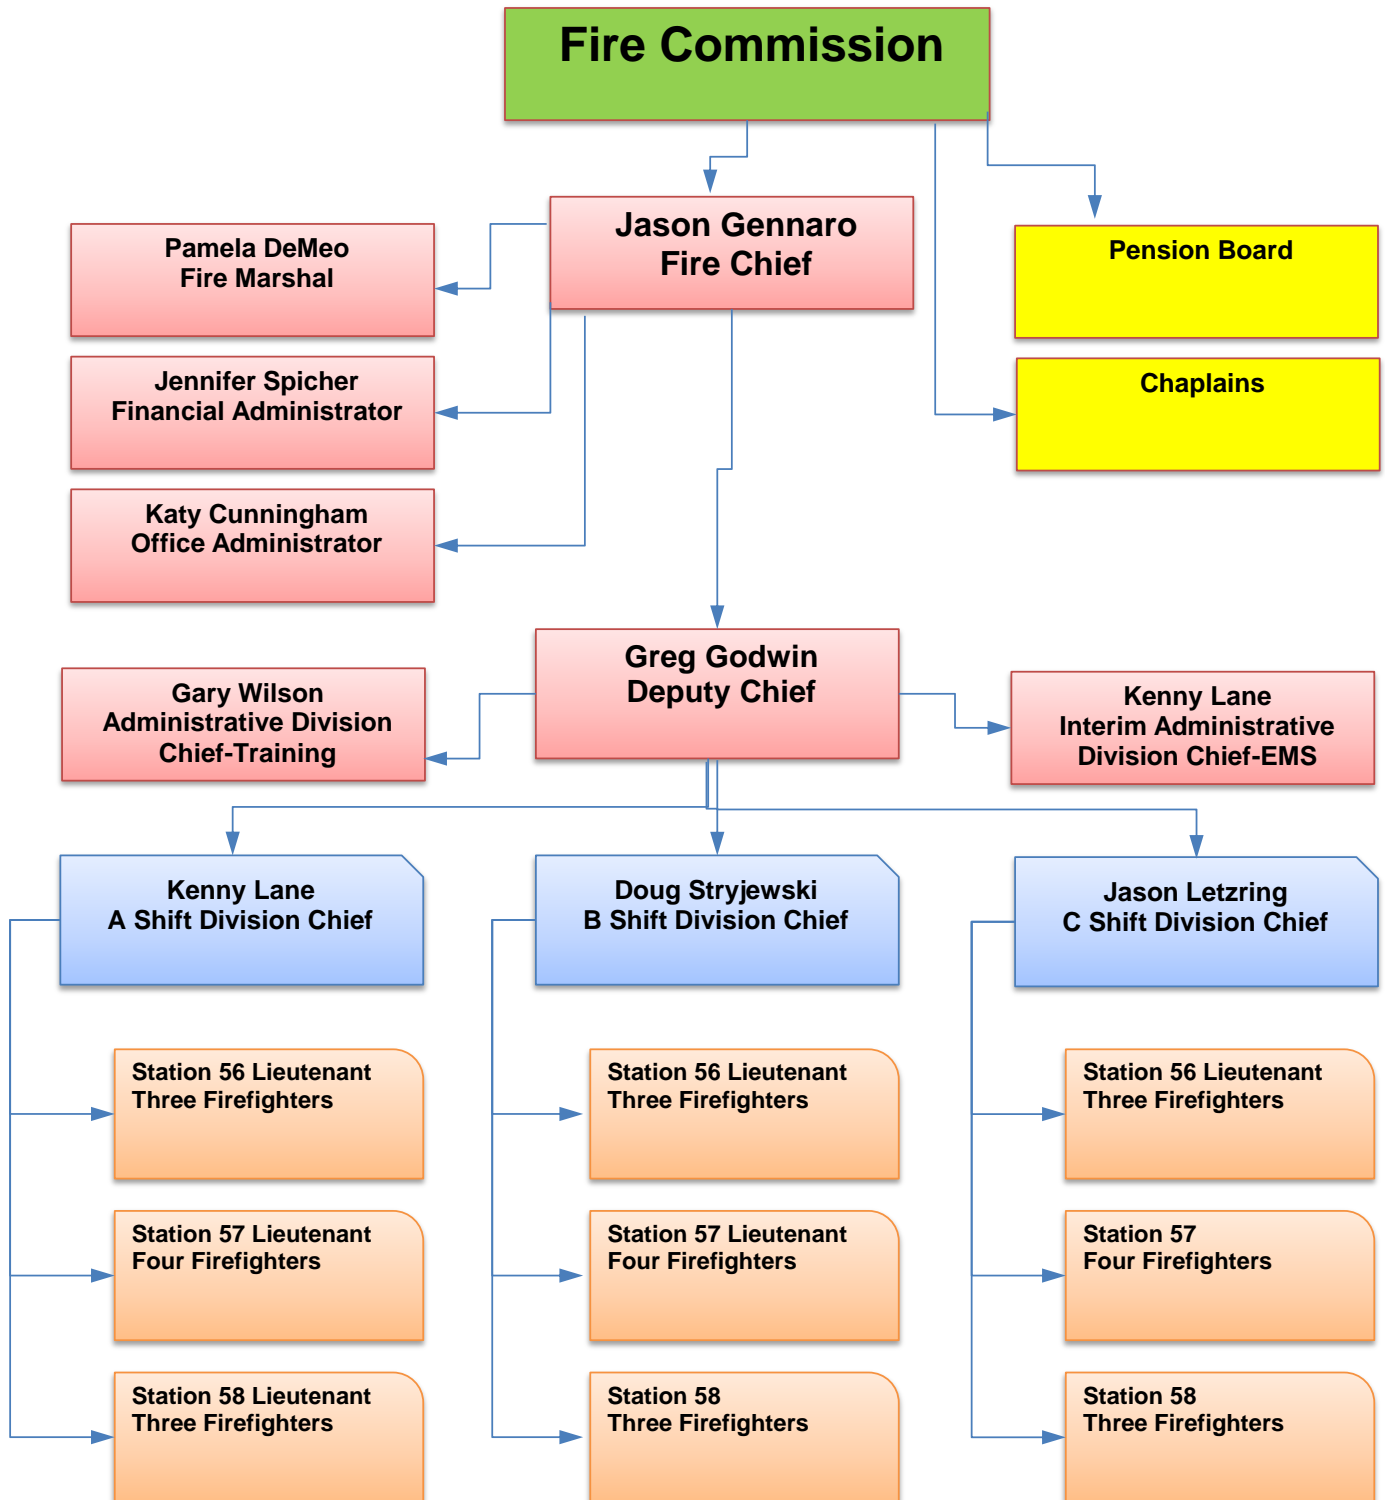 Fire Commission
Jason Gennaro
Fire Chief
Pamela DeMeo
Fire Marshal
Pension Board
Jennifer Spicher
Financial Administrator
Chaplains
Katy Cunningham
Office Administrator
Greg Godwin
Deputy Chief
Gary Wilson
Administrative Division
Chief-Training
Kenny Lane
Interim Administrative
Division Chief-EMS
Kenny Lane
A Shift Division Chief
Doug Stryjewski
B Shift Division Chief
Jason Letzring
C Shift Division Chief
Station 56 Lieutenant
Three Firefighters
Station 56 Lieutenant
Three Firefighters
Station 56 Lieutenant
Three Firefighters
Station 57 Lieutenant
Four Firefighters
Station 57 Lieutenant
Four Firefighters
Station 57
Four Firefighters
Station 58 Lieutenant
Three Firefighters
Station 58
Three Firefighters
Station 58
Three Firefighters